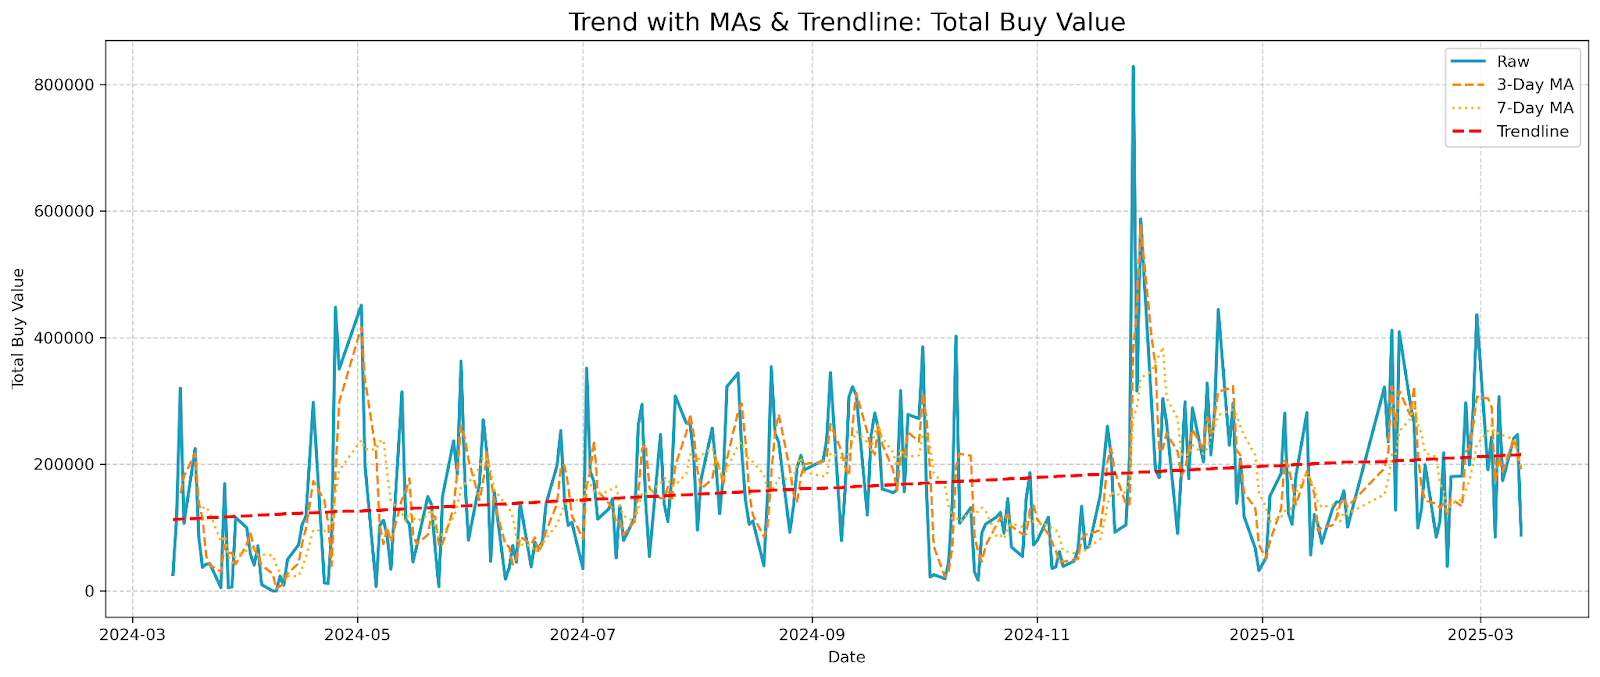 Trend with MAs & Trendline: Total Buy Value
Raw
3-Day MA
7-Day MA
Trendline
Total Buy Value
800000
600000
400000
200000
0
2024-03
2024-05
2024-07
2024-09
2024-11
2025-01
2025-03
Date